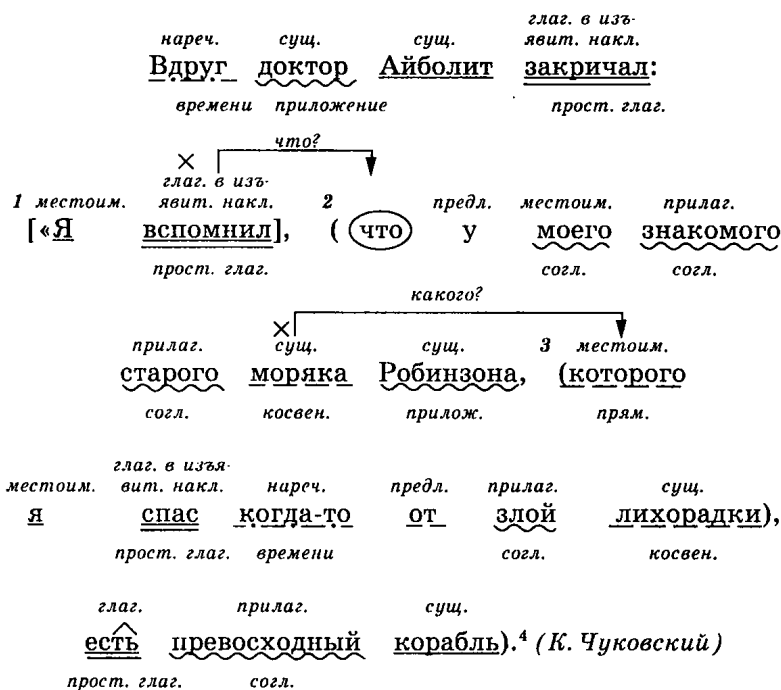 глаг. в изъ-
нареч. сущ. сущ. явит. накл.
Вдруг доктор Айболит закричал:
времени приложение прост. глаг.
что?
глаг. в изъ-
1 местоим. явит. накл. 2 предл. местоим. прилаг.
[«Я вспомнил], (что у моего знакомого
прост. глаг. согл. согл.
какого?
прилаг. сущ. сущ. 3 местоим.
старого моряка Робинзона, (которого
согл. косвен. прилож. прям.
глаг. в изъя-
местоим. вит. накл. нареч. предл. прилаг. сущ.
я спас когда-то от злой лихорадки),
прост. глаг. времени согл. косвен.
глаг. прилаг. сущ.
есть превосходный корабль).⁴ (К. Чуковский)
прост. глаг. согл.